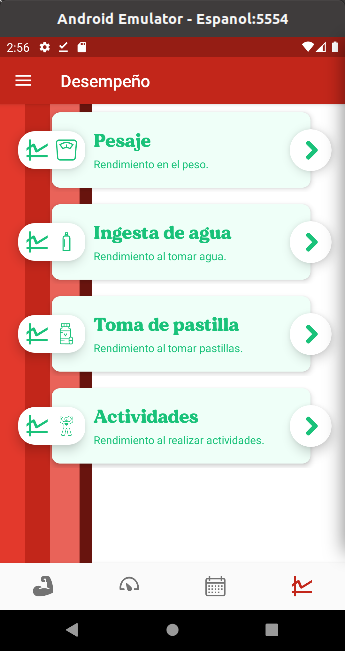 Android Emulator - Espanol:5554
2:56
Desempeño
Pesaje
Rendimiento en el peso.
Ingesta de agua
Rendimiento al tomar agua.
Toma de pastilla
Rendimiento al tomar pastillas.
Actividades
Rendimiento al realizar actividades.